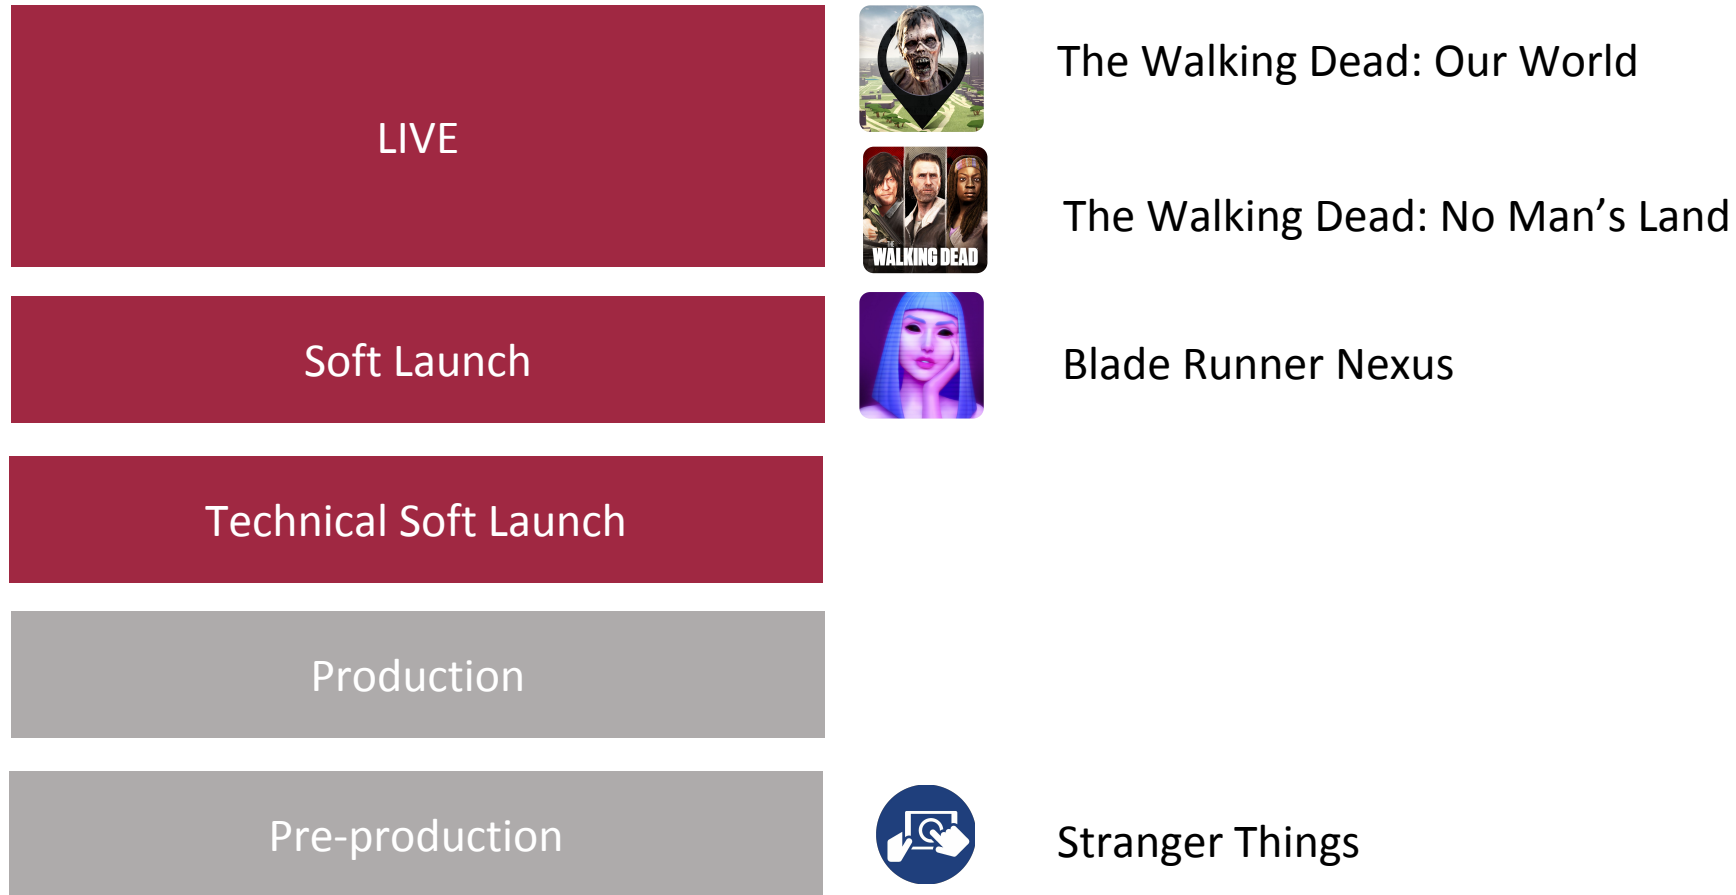 LIVE
The Walking Dead: Our World
THE
WALKING DEAD
The Walking Dead: No Man’s Land
Soft Launch
Blade Runner Nexus
Technical Soft Launch
Production
Pre-production
Stranger Things